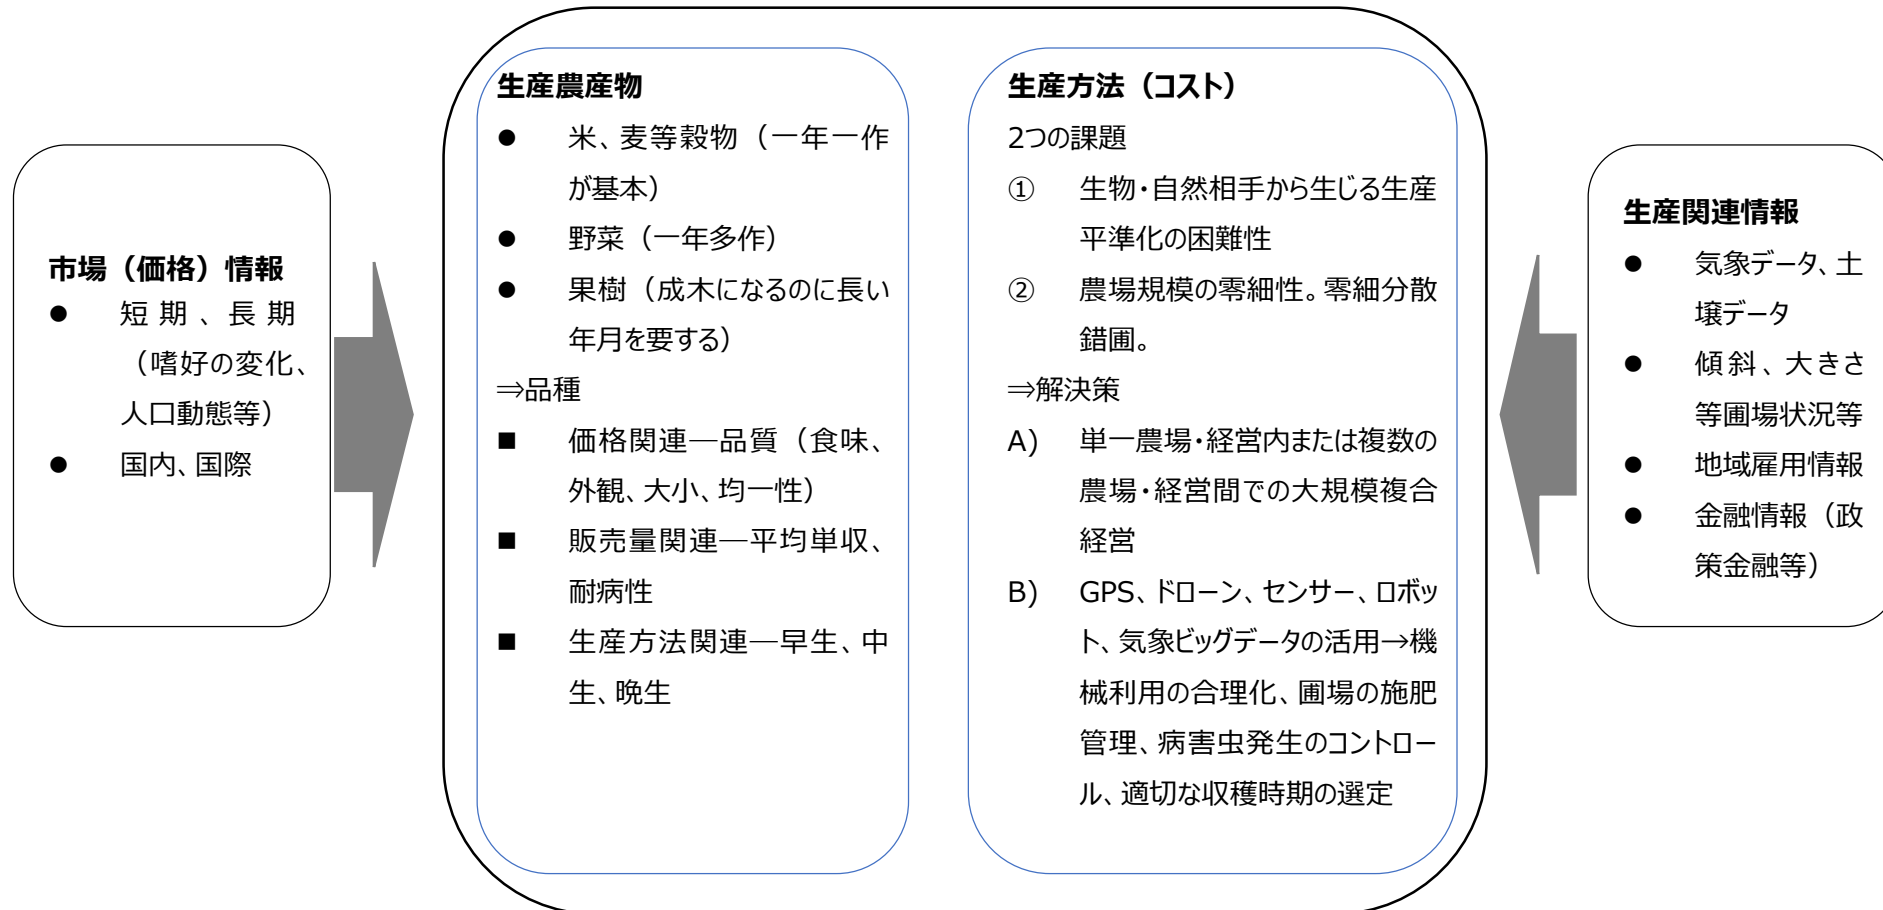 市場（価格）情報
● 短期、長期
（嗜好の変化、
人口動態等）
● 国内、国際
生産農産物
● 米、麦等穀物（一年一作
が基本）
● 野菜（一年多作）
● 果樹（成木になるのに長い
年月を要する）
⇒品種
■ 価格関連―品質（食味、
外観、大小、均一性）
■ 販売量関連―平均単収、
耐病性
■ 生産方法関連―早生、中
生、晩生
生産方法（コスト）
2つの課題
① 生物・自然相手から生じる生産
平準化の困難性
② 農場規模の零細性。零細分散
錯圃。
⇒解決策
A) 単一農場・経営内または複数の
農場・経営間での大規模複合
経営
B) GPS、ドローン、センサー、ロボッ
ト、気象ビッグデータの活用→機
械利用の合理化、圃場の施肥
管理、病害虫発生のコントロー
ル、適切な収穫時期の選定
生産関連情報
● 気象データ、土
壌データ
● 傾斜、大きさ
等圃場状況等
● 地域雇用情報
● 金融情報（政
策金融等）